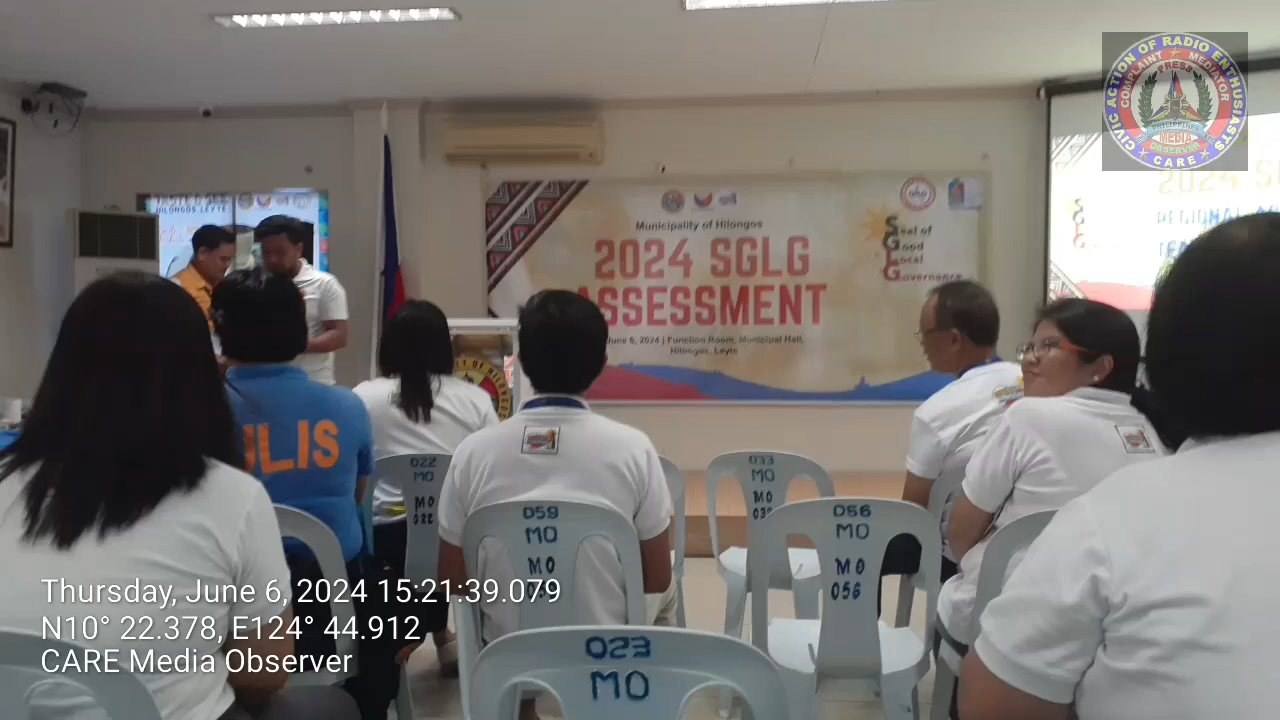 CIVIC ACTION OF RADIO ENTHUSIASTS
COMPLAINT MEDIATOR
PRESS
PHILIPPINES
MEDIA
OBSERVER
CARE
HILONGOS LEYTE
Municipality of Hilongos
2024 SGLG
ASSESSMENT
June 6, 2024 | Function Room, Municipal Hall,
Hilongos, Leyte
Seal of
Good
Local
Governance
2024
REGIONAL
ULIS
022
MO
MO
022
033
MO
MO
059
MO
MO
056
MO
MO
056
023
MO
Thursday, June 6, 2024 15:21:39.079
N10° 22.378, E124° 44.912
CARE Media Observer